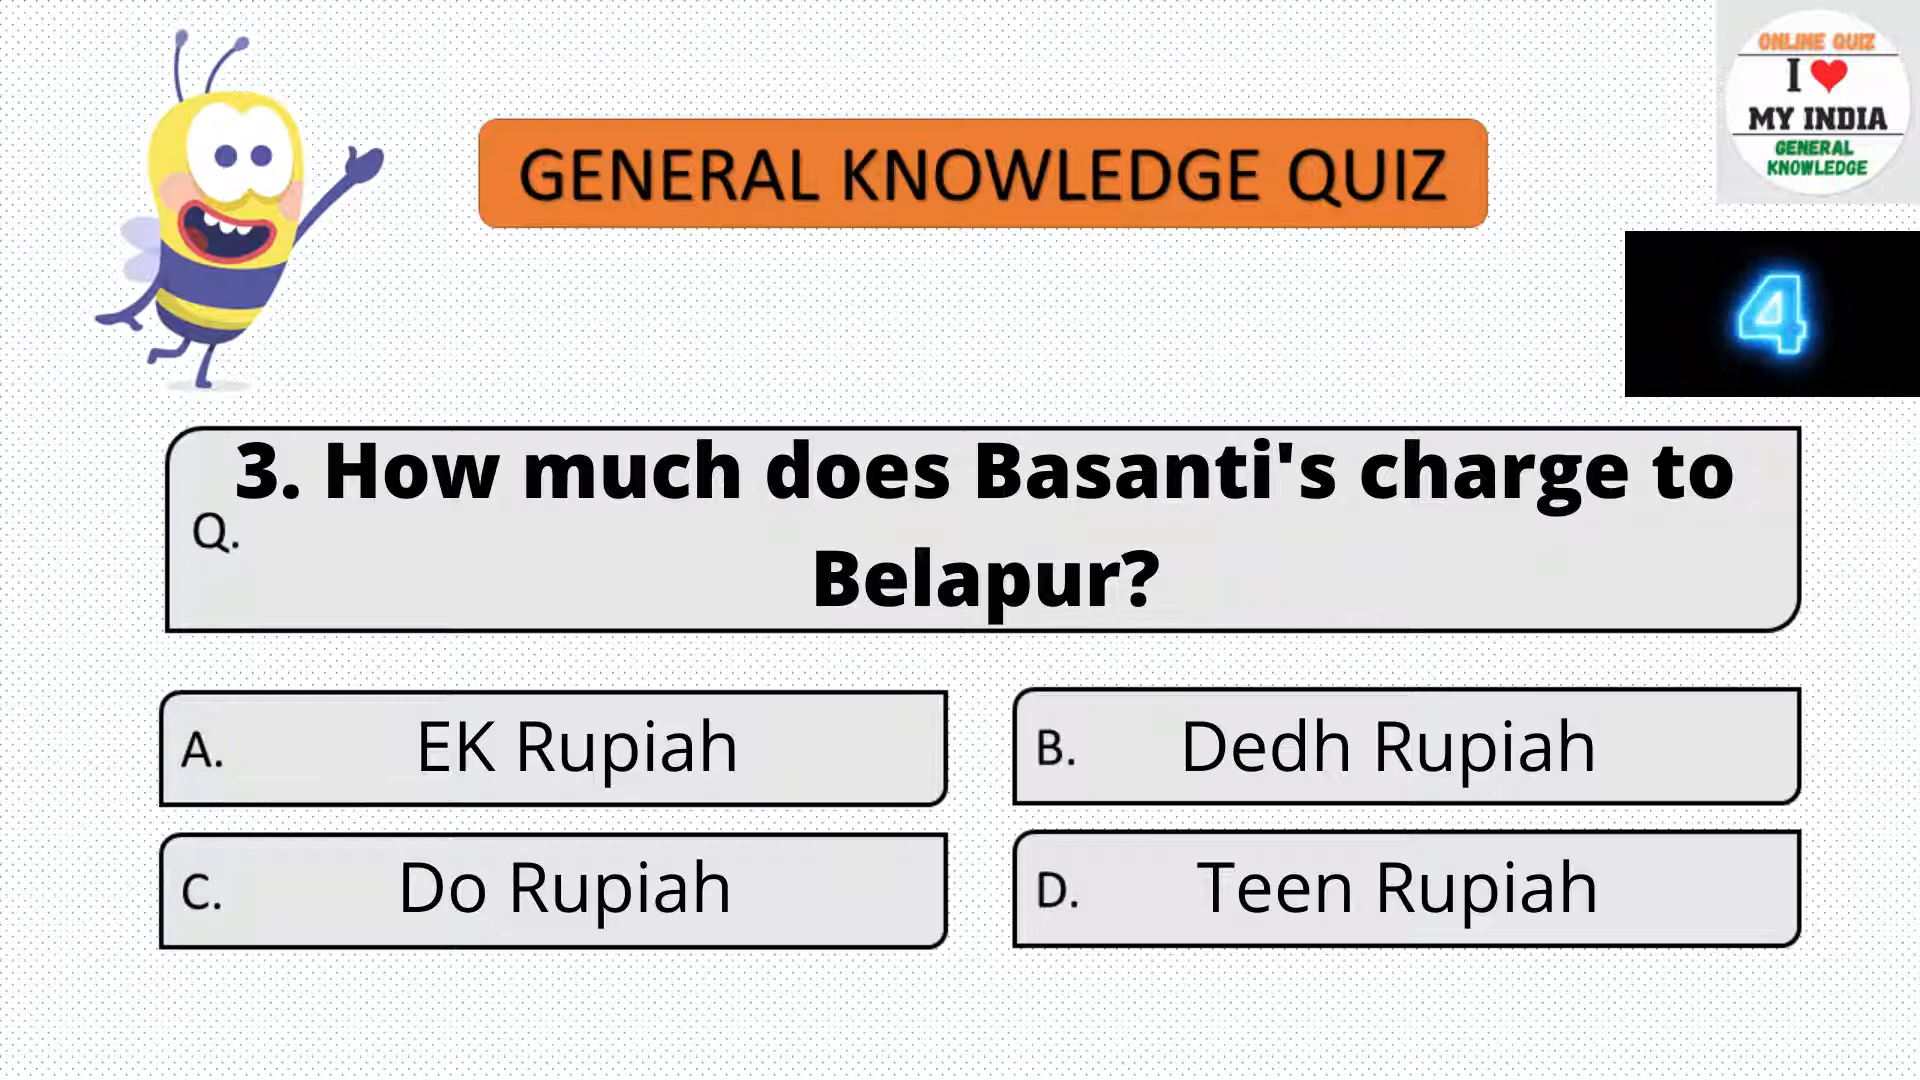 ONLINE QUIZ
I ❤
MY INDIA
GENERAL
KNOWLEDGE
GENERAL KNOWLEDGE QUIZ
4
Q. 3. How much does Basanti's charge to
Belapur?
A. EK Rupiah
B. Dedh Rupiah
C. Do Rupiah
D. Teen Rupiah